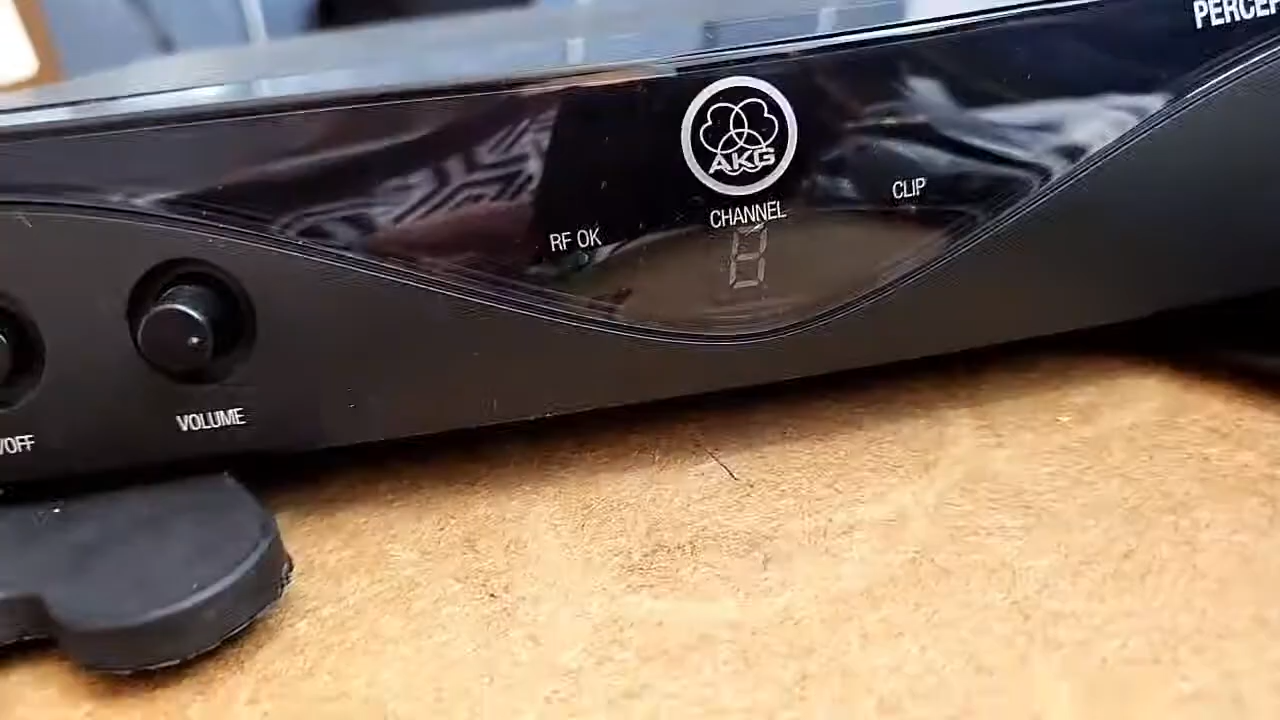 PERCEP
AKG
CHANNEL
CLIP
RF OK
VOLUME
/OFF